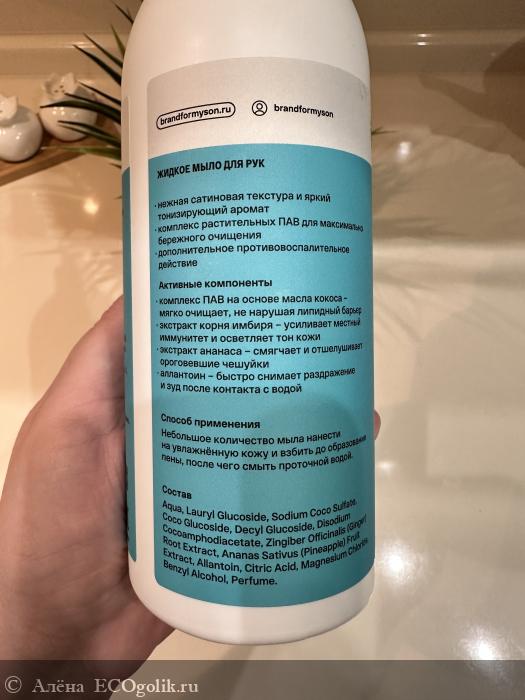 brandformyson.ru brandformyson
ЖИДКОЕ МЫЛО ДЛЯ РУК
· нежная сатиновая текстура и яркий
тонизирующий аромат
· комплекс растительных ПАВ для максимально
бережного очищения
· дополнительное противовоспалительное
действие
Активные компоненты
· комплекс ПАВ на основе масла кокоса -
мягко очищает, не нарушая липидный барьер
· экстракт корня имбиря – усиливает местный
иммунитет и осветляет тон кожи
· экстракт ананаса – смягчает и отшелушивает
ороговевшие чешуйки
· аллантоин – быстро снимает раздражение
и зуд после контакта с водой
Способ применения
Небольшое количество мыла нанести
на увлажнённую кожу и взбить до образования
пены, после чего смыть проточной водой.
Состав
Aqua, Lauryl Glucoside, Sodium Coco Sulfate,
Coco Glucoside, Decyl Glucoside, Disodium
Cocoamphodiacetate, Zingiber Officinalis (Ginger)
Root Extract, Ananas Sativus (Pineapple) Fruit
Extract, Allantoin, Citric Acid, Magnesium Chloride,
Benzyl Alcohol, Perfume.
© Алёна ECOgolik.ru